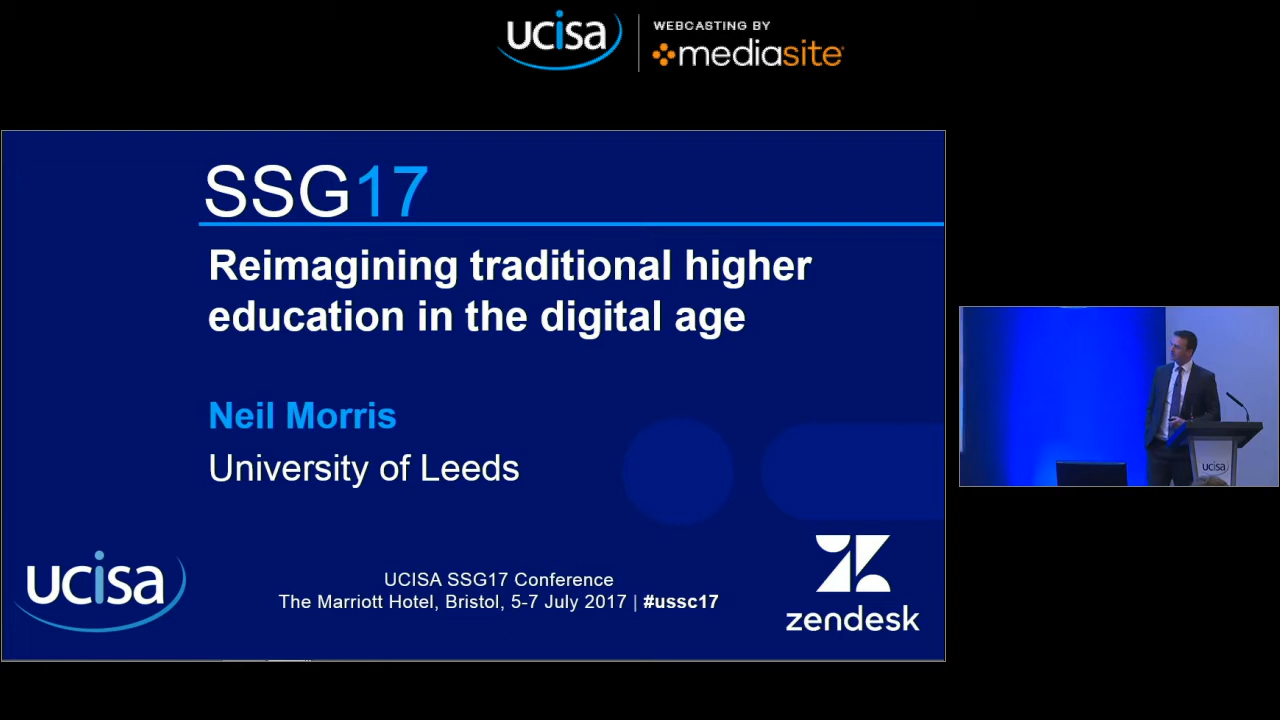 ucisa
WEBCASTING BY
mediasite
SSG17
Reimagining traditional higher
education in the digital age
Neil Morris
University of Leeds
ucisa
UCISA SSG17 Conference
The Marriott Hotel, Bristol, 5-7 July 2017 | #ussc17
zendesk
ucisa